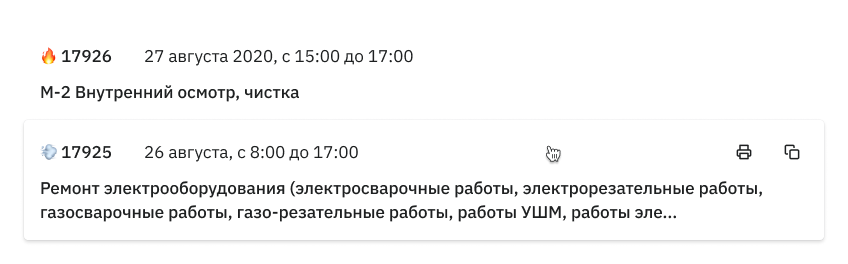 🔥 17926 27 августа 2020, с 15:00 до 17:00
М-2 Внутренний осмотр, чистка
💨 17925 26 августа, с 8:00 до 17:00
Ремонт электрооборудования (электросварочные работы, электрорезательные работы,
газосварочные работы, газо-резательные работы, работы УШМ, работы эле...